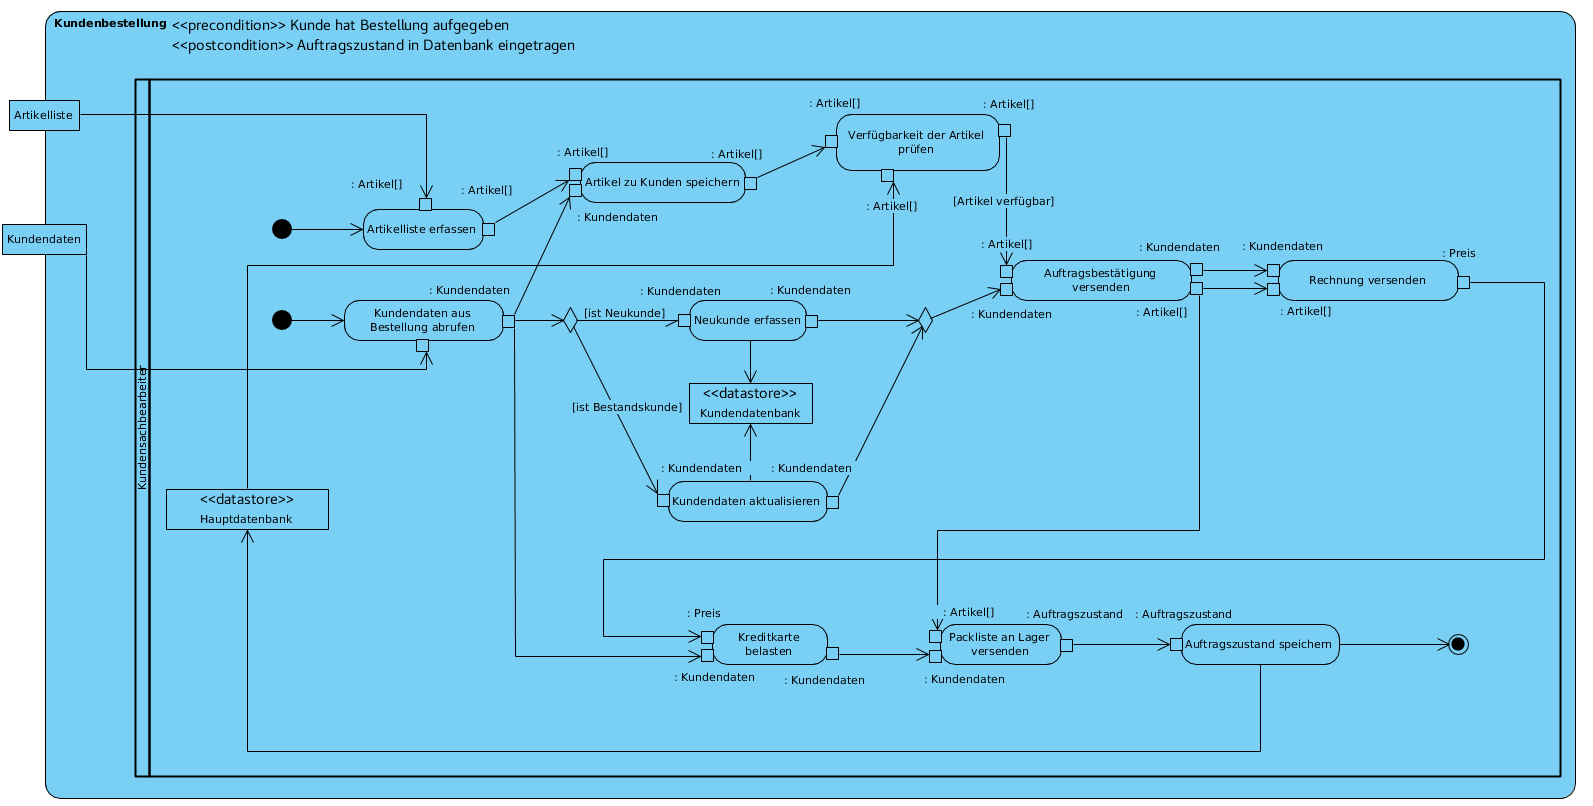 Kundenbestellung
<<precondition>> Kunde hat Bestellung aufgegeben
<<postcondition>> Auftragszustand in Datenbank eingetragen
Artikelliste
Kundendaten
Kundensachbearbeiter
: Artikel[]
: Artikel[]
Artikelliste erfassen
: Artikel[]
: Artikel[]
Artikel zu Kunden speichern
: Kundendaten
: Artikel[]
: Artikel[]
Verfügbarkeit der Artikel
prüfen
: Artikel[]
[Artikel verfügbar]
: Kundendaten
Kundendaten aus
Bestellung abrufen
[ist Neukunde]
: Kundendaten
: Kundendaten
Neukunde erfassen
: Artikel[]
: Kundendaten
Auftragsbestätigung
versenden
: Kundendaten
: Artikel[]
: Kundendaten
: Artikel[]
Rechnung versenden
: Preis
<<datastore>>
Kundendatenbank
[ist Bestandskunde]
: Kundendaten
: Kundendaten
Kundendaten aktualisieren
<<datastore>>
Hauptdatenbank
: Preis
Kreditkarte
belasten
: Kundendaten
: Kundendaten
: Artikel[]
Packliste an Lager
versenden
: Kundendaten
: Auftragszustand
: Auftragszustand
Auftragszustand speichern